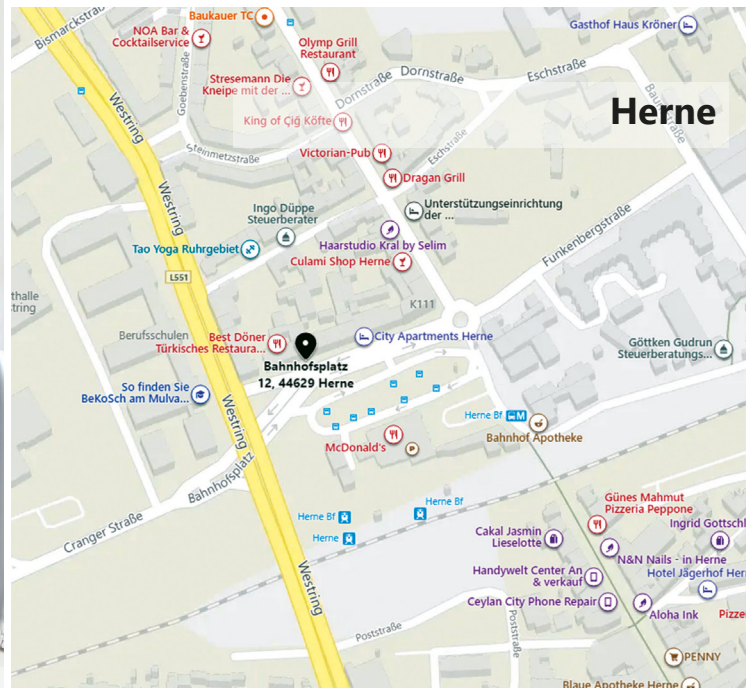 Bismarckstraß
Baukauer TC
NOA Bar &
Cocktailservice
Goebenstraße
Olymp Grill
Restaurant
Gasthof Haus Kröner
Stresemann Die
Kneipe mit der ...
Dornstraße
Dornstraße
Eschstraße
Herne
Westring
King of Çiğ Köfte
Steinmetzstraße
Victorian-Pub
Eschstraße
Dragan Grill
Westring
Ingo Düppe
Steuerberater
Unterstützungseinrichtung
der ...
Tao Yoga Ruhrgebiet
Haarstudio Kral by Selim
Funkenbergstraße
Culami Shop Herne
L551
thalle
tring
K111
Berufsschulen
Best Döner
Türkisches Restaura...
City Apartments Herne
Göttken Gudrun
Steuerberatungs...
Bahnhofsplatz
12, 44629 Herne
So finden Sie
BeKoSch am Mulva...
Westring
Herne Bf
M
Bahnhof Apotheke
McDonald's
P
Bahnhofsplatz
Cranger Straße
Herne Bf
Herne Bf
Herne
Günes Mahmut
Pizzeria Peppone
Cakal Jasmin
Lieselotte
Ingrid Gottschl
N&N Nails - in Herne
Handywelt Center An
& verkauf
Hotel Jägerhof Her
Westring
Ceylan City Phone Repair
Aloha Ink
Pizze
Poststraße
Poststraße
PENNY
Blaue Apotheke Herne